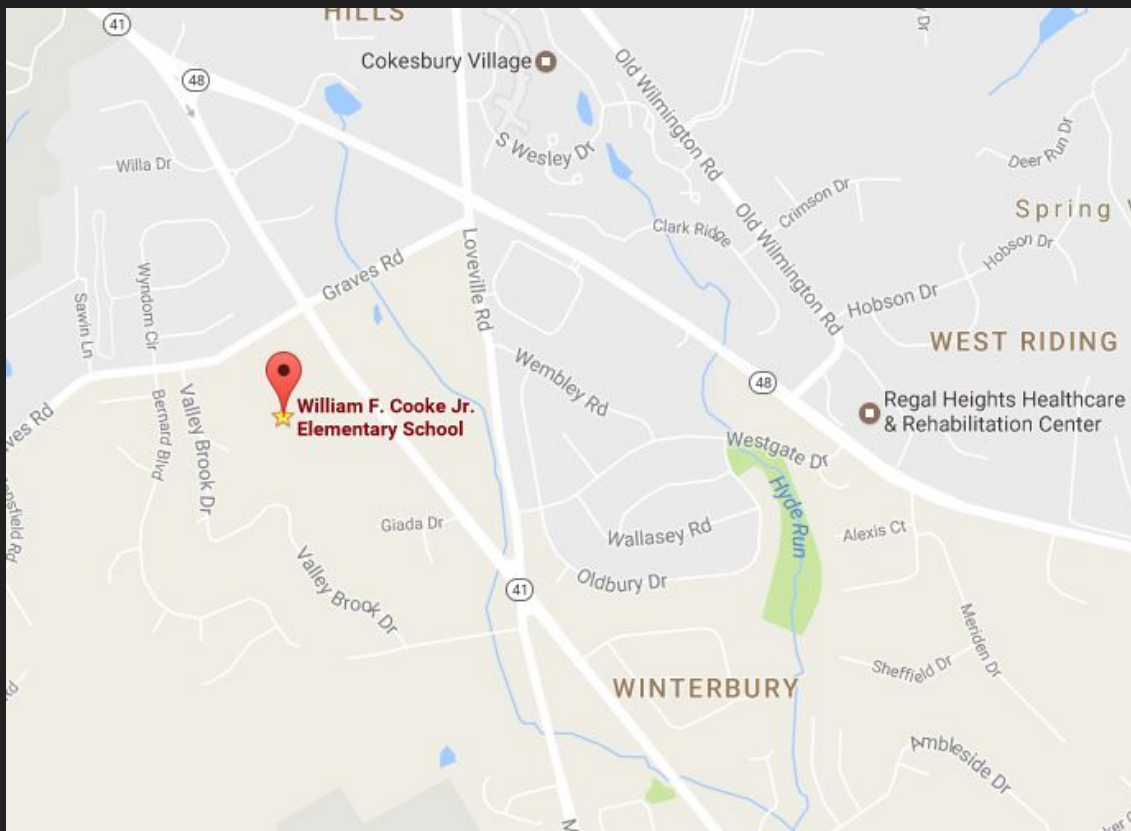 HILLS
41
Cokesbury Village
Old Wilmington Rd
48
S Wesley Dr
Deer Run Dr
Willa Dr
Crimson Dr
Spring
Clark Ridge
Old Wilmington Rd
Loveville Rd
Hobson Dr
Graves Rd
Wyndom Cir
Sawin Ln
Hobson Dr
WEST RIDING
Wembley Rd
48
Regal Heights Healthcare
& Rehabilitation Center
William F. Cooke Jr.
Elementary School
Valley Brook Dr
Bernard Blvd
Westgate Dr
Hyde Run
Giada Dr
Wallasey Rd
Alexis Ct
Oldbury Dr
Valley Brook Dr
41
Meriden Dr
Sheffield Dr
WINTERBURY
Ambleside Dr